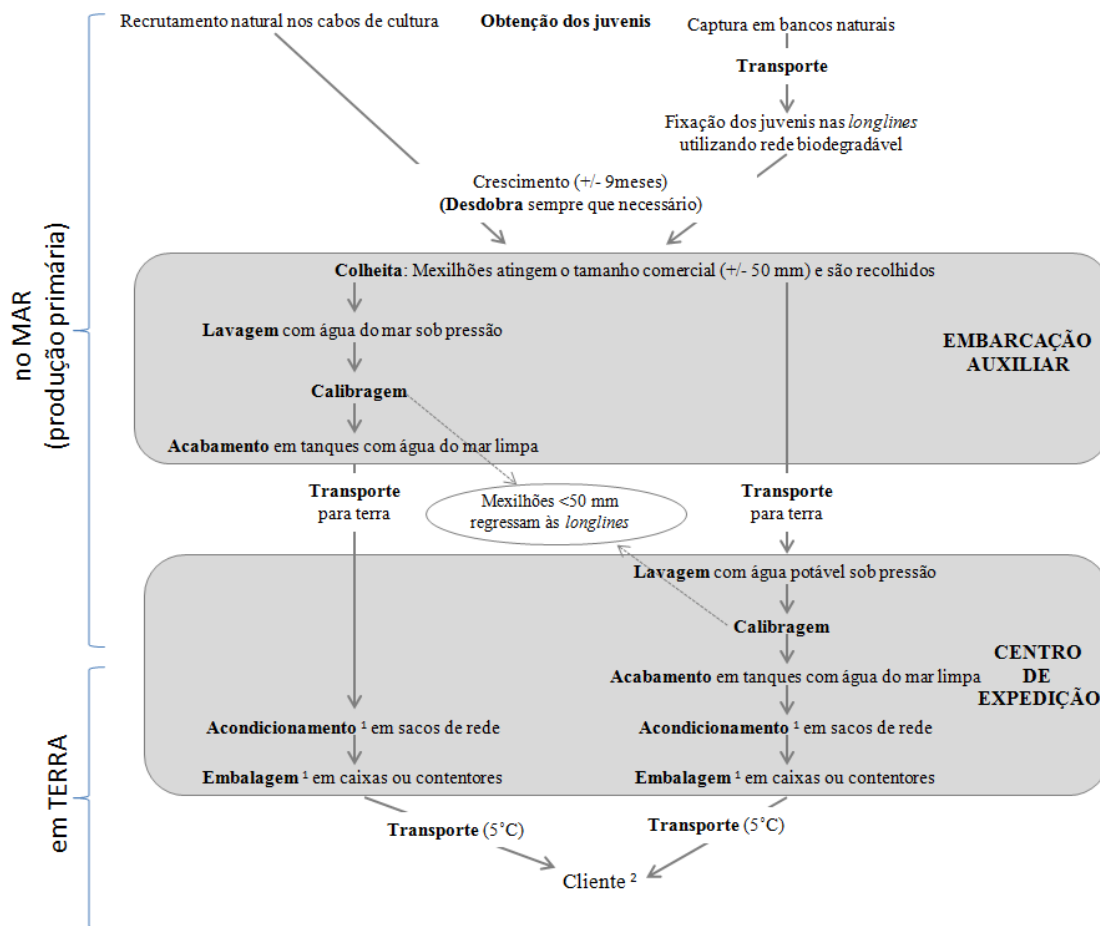 Recrutamento natural nos cabos de cultura
Obtenção dos juvenis
Captura em bancos naturais
Transporte
Fixação dos juvenis nas longlines
utilizando rede biodegradável
Crescimento (+/- 9meses)
(Desdobra sempre que necessário)
no MAR
(produção primária)
Colheita: Mexilhões atingem o tamanho comercial (+/- 50 mm) e são recolhidos
Lavagem com água do mar sob pressão
EMBARCAÇÃO
AUXILIAR
Calibragem
Acabamento em tanques com água do mar limpa
Transporte
para terra
Mexilhões <50 mm
regressam às longlines
Transporte
para terra
Lavagem com água potável sob pressão
Calibragem
CENTRO
DE
EXPEDIÇÃO
Acabamento em tanques com água do mar limpa
em TERRA
Acondicionamento ¹ em sacos de rede
Acondicionamento ¹ em sacos de rede
Embalagem ¹ em caixas ou contentores
Embalagem ¹ em caixas ou contentores
Transporte (5˚C)
Transporte (5˚C)
Cliente ²